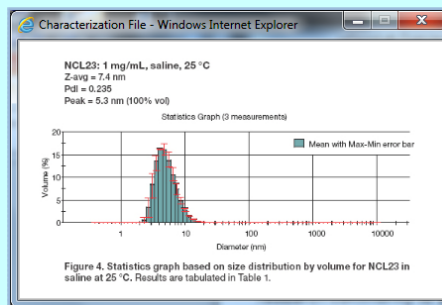 Characterization File - Windows Internet Explorer
NCL23: 1 mg/mL, saline, 25 °C
Z-avg = 7.4 nm
PdI = 0.235
Peak = 5.3 nm (100% vol)
Statistics Graph (3 measurements)
Mean with Max-Min error bar
Volume (%)
20
15
10
5
0
1 10 100 1000 10000
Diameter (nm)
Figure 4. Statistics graph based on size distribution by volume for NCL23 in
saline at 25 °C. Results are tabulated in Table 1.